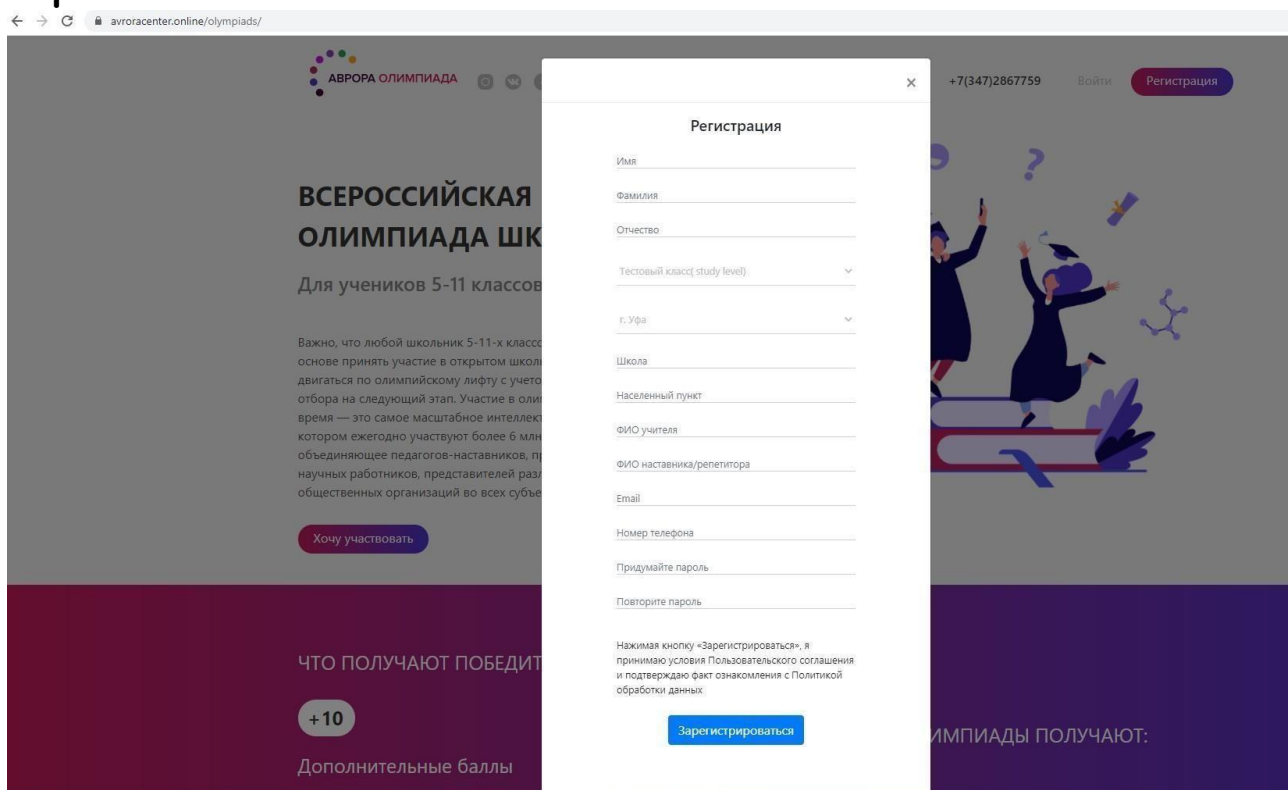 avroracenter.online/olympiads/
АВРОРА ОЛИМПИАДА
+7(347)2867759
Войти
Регистрация
ВСЕРОССИЙСКАЯ
ОЛИМПИАДА ШК
Для учеников 5-11 классов
Важно, что любой школьник 5-11-х классо
основе принять участие в открытом школ
двигаться по олимпийскому лифту с учето
отбора на следующий этап. Участие в оли
время — это самое масштабное интеллект
котором ежегодно участвуют более 6 млн
объединяющее педагогов-наставников, п
научных работников, представителей раз
общественных организаций во всех субъе
Хочу участвовать
ЧТО ПОЛУЧАЮТ ПОБЕДИТ
+10
Дополнительные баллы
×
Регистрация
Имя
Фамилия
Отчество
Тестовый класс( study level)
г. Уфа
Школа
Населенный пункт
ФИО учителя
ФИО наставника/репетитора
Email
Номер телефона
Придумайте пароль
Повторите пароль
Нажимая кнопку «Зарегистрироваться», я
принимаю условия Пользовательского соглашения
и подтверждаю факт ознакомления с Политикой
обработки данных
Зарегистрироваться
ИМПИАДЫ ПОЛУЧАЮТ: